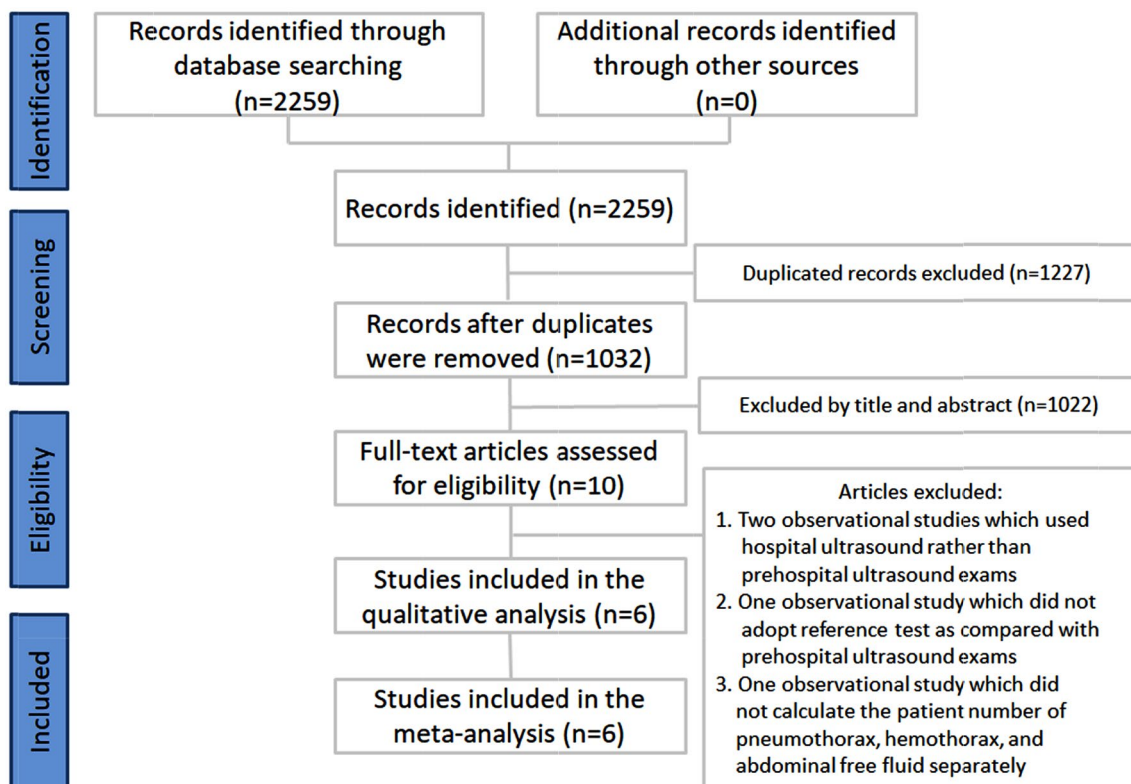 Identification
Records identified through
database searching
(n=2259)
Additional records identified
through other sources
(n=0)
Records identified (n=2259)
Screening
Duplicated records excluded (n=1227)
Records after duplicates
were removed (n=1032)
Excluded by title and abstract (n=1022)
Eligibility
Full-text articles assessed
for eligibility (n=10)
Articles excluded:
1. Two observational studies which used
hospital ultrasound rather than
prehospital ultrasound exams
2. One observational study which did not
adopt reference test as compared with
prehospital ultrasound exams
3. One observational study which did
not calculate the patient number of
pneumothorax, hemothorax, and
abdominal free fluid separately
Studies included in the
qualitative analysis (n=6)
Included
Studies included in the
meta-analysis (n=6)